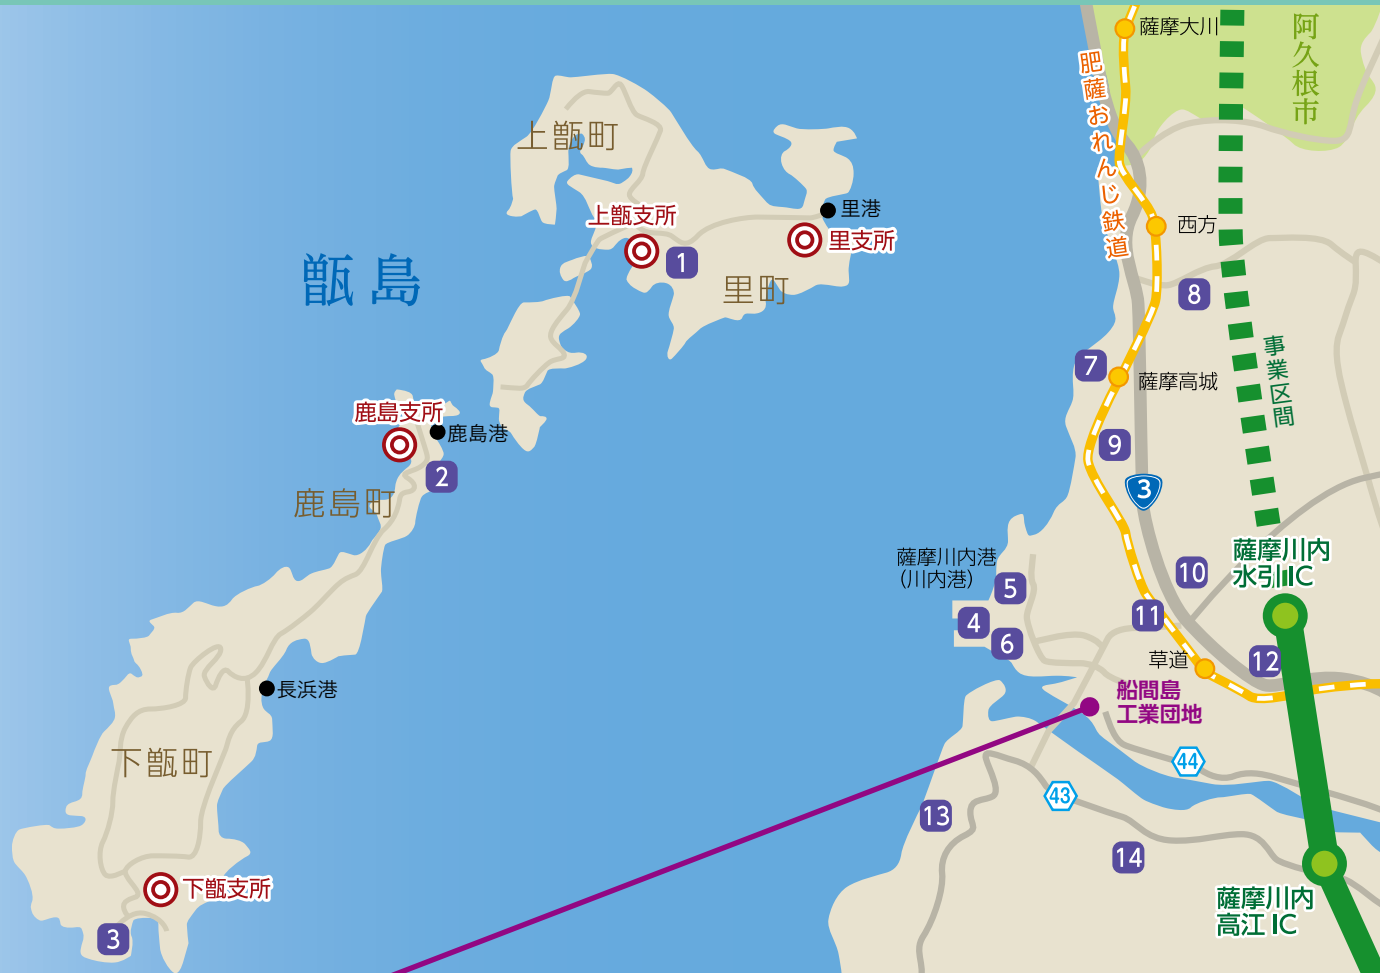 薩摩大川
阿久根市
肥薩おれんじ鉄道
上甑町
里港
上甑支所
里支所
西方
1
甑島
里町
8
事業区間
7
薩摩高城
鹿島支所
鹿島港
9
2
3
鹿島町
薩摩川内港
(川内港)
薩摩川内
水引IC
10
5
4
11
6
草道
12
長浜港
船間島
工業団地
下甑町
44
43
13
14
下甑支所
薩摩川内
高江IC
3